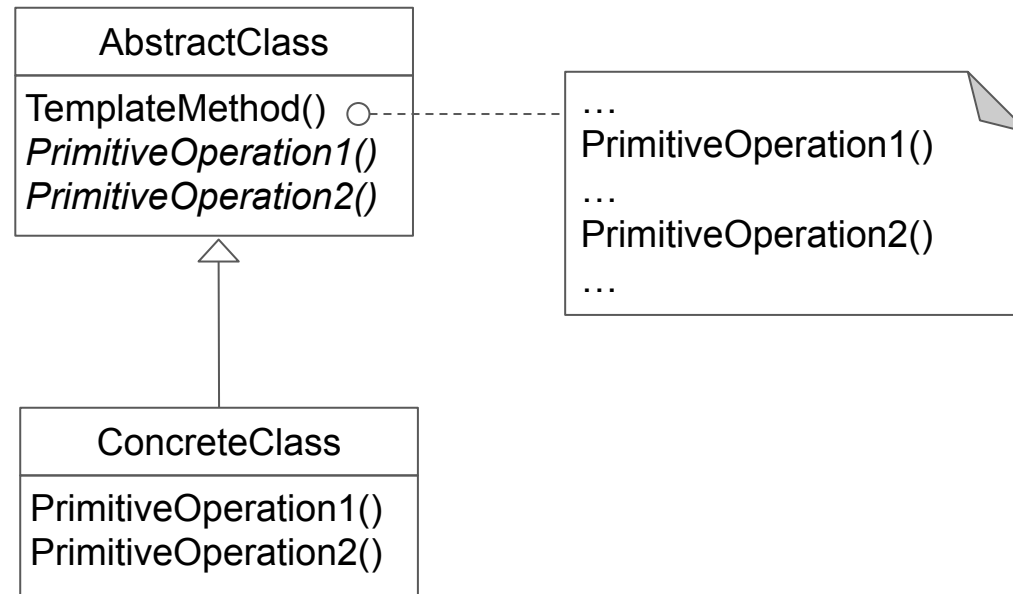 AbstractClass
TemplateMethod()
PrimitiveOperation1()
PrimitiveOperation2()
…
PrimitiveOperation1()
…
PrimitiveOperation2()
…
ConcreteClass
PrimitiveOperation1()
PrimitiveOperation2()